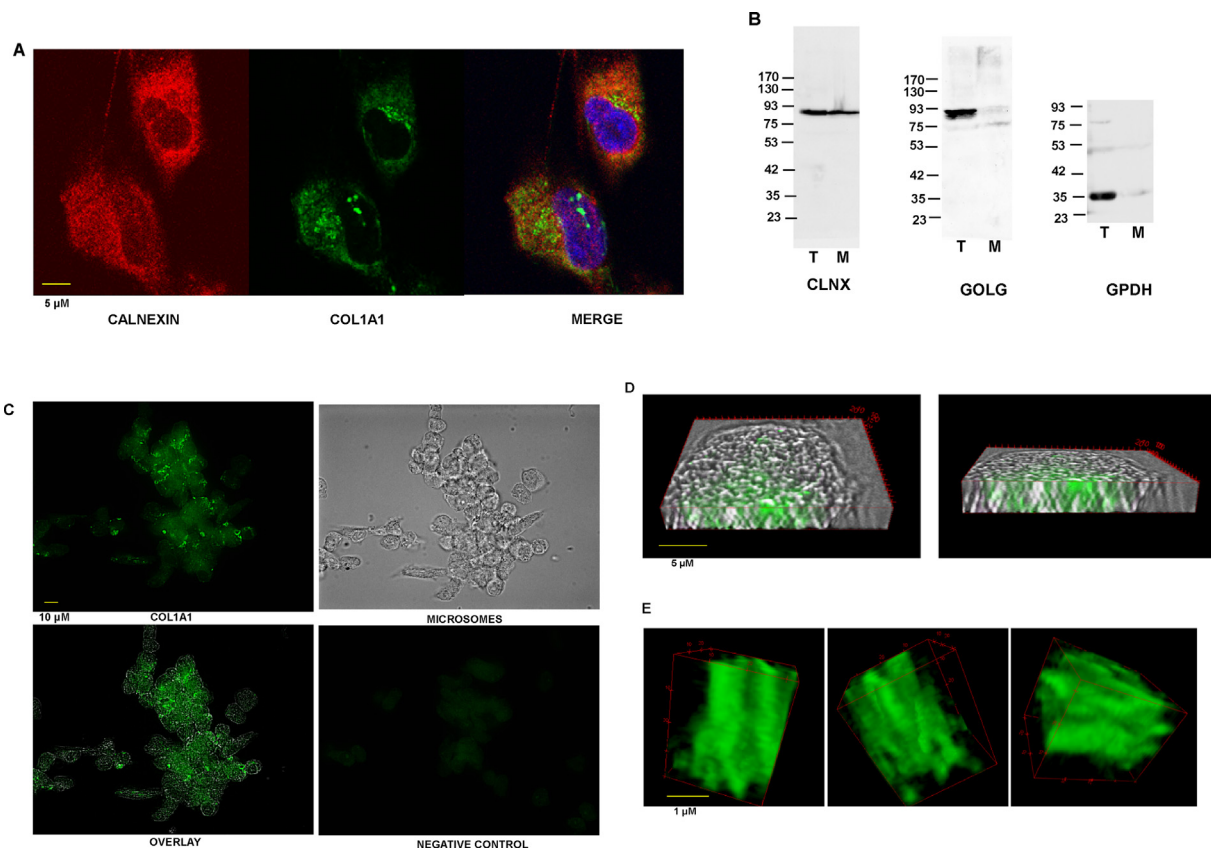 A
5 µM
CALNEXIN
COL1A1
MERGE
B
170
130
93
75
53
42
35
23
T M
CLNX
170
130
93
75
53
42
35
23
T M
GOLG
93
75
53
42
35
23
T M
GPDH
C
10 µM
COL1A1
MICROSOMES
OVERLAY
NEGATIVE CONTROL
D
5 µM
E
1 µM